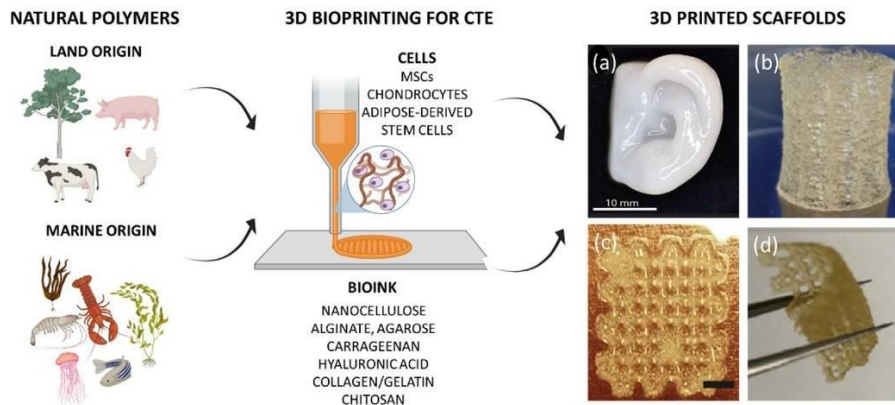 NATURAL POLYMERS
LAND ORIGIN
MARINE ORIGIN
3D BIOPRINTING FOR CTE
CELLS
MSCs
CHONDROCYTES
ADIPOSE-DERIVED
STEM CELLS
BIOINK
NANOCELLULOSE
ALGINATE, AGAROSE
CARRAGEENAN
HYALURONIC ACID
COLLAGEN/GELATIN
CHITOSAN
3D PRINTED SCAFFOLDS
(a)
10 mm
(b)
(c)
(d)